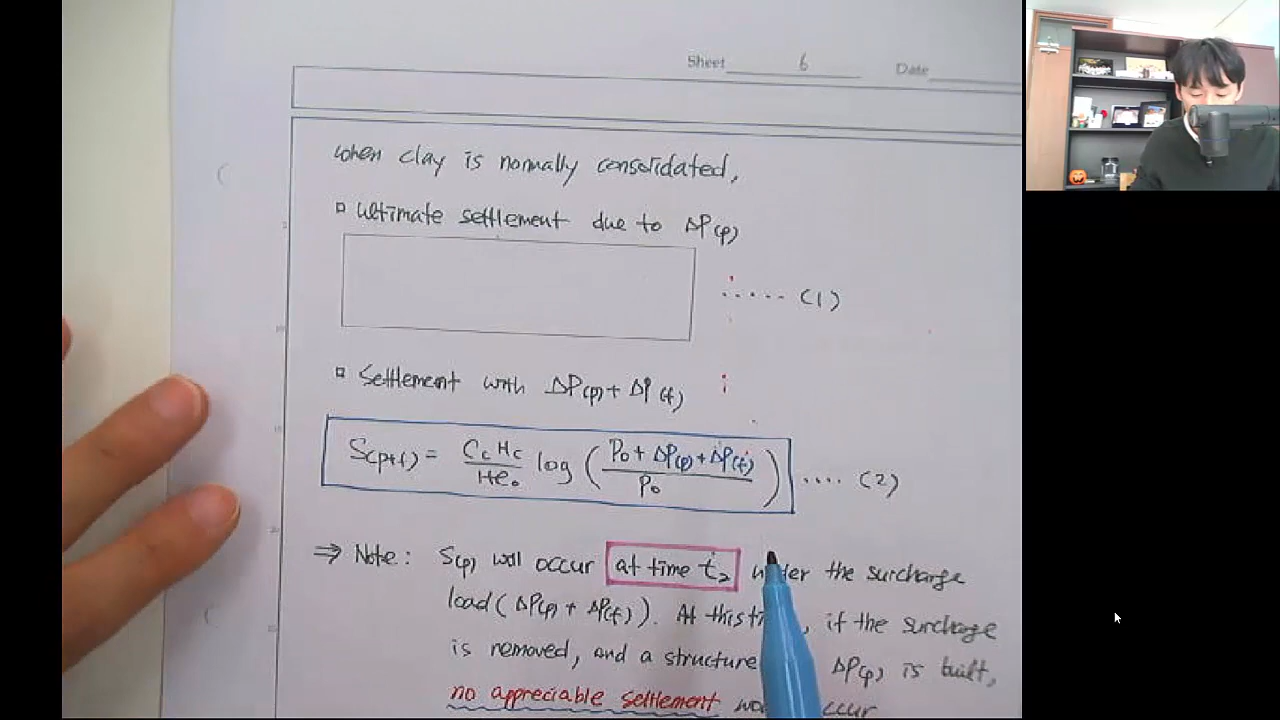 Sheet 6 Date
When clay is normally consolidated,
□ Ultimate settlement due to ΔP(p)
...... (1)
□ Settlement with ΔP(p) + ΔP(f)
S(p+f) = CcHc / 1+e₀ log ( P₀ + ΔP(p) + ΔP(f) / P₀ ) .... (2)
⇒ Note: S(p) will occur at time t₂ under the surcharge
load (ΔP(p) + ΔP(f)). At this, if the surcharge
is removed, and a structure ΔP(p) is built,
no appreciable settlement occur